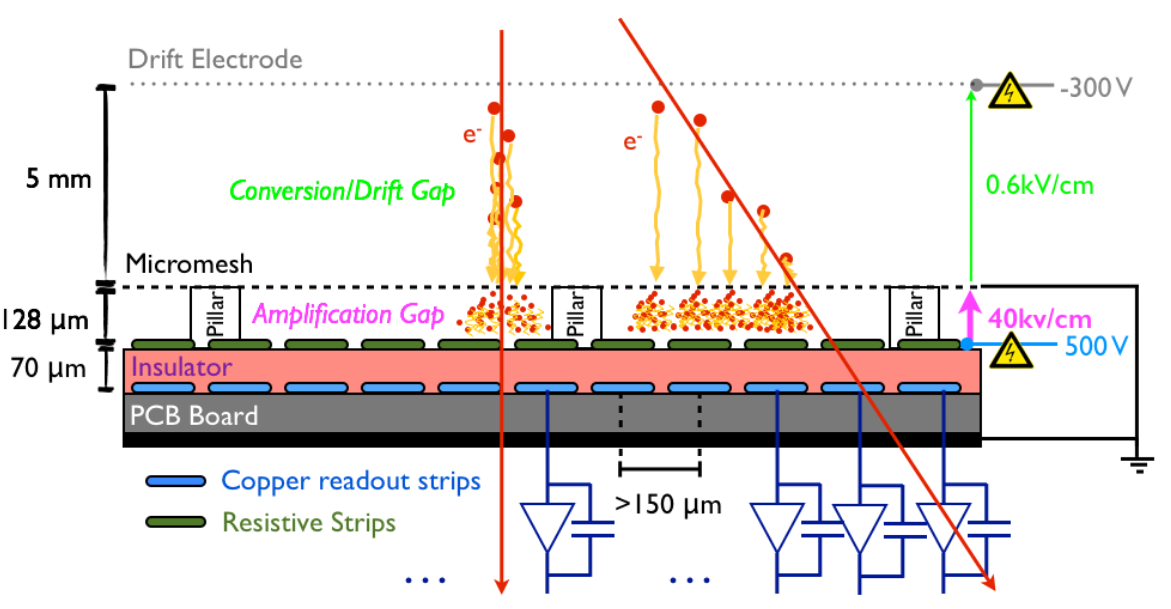 Drift Electrode
-300 V
e-
e-
5 mm
Conversion/Drift Gap
0.6kV/cm
Micromesh
Pillar
Amplification Gap
Pillar
Pillar
128 µm
40kv/cm
500 V
70 µm
Insulator
PCB Board
Copper readout strips
>150 µm
Resistive Strips
...
...